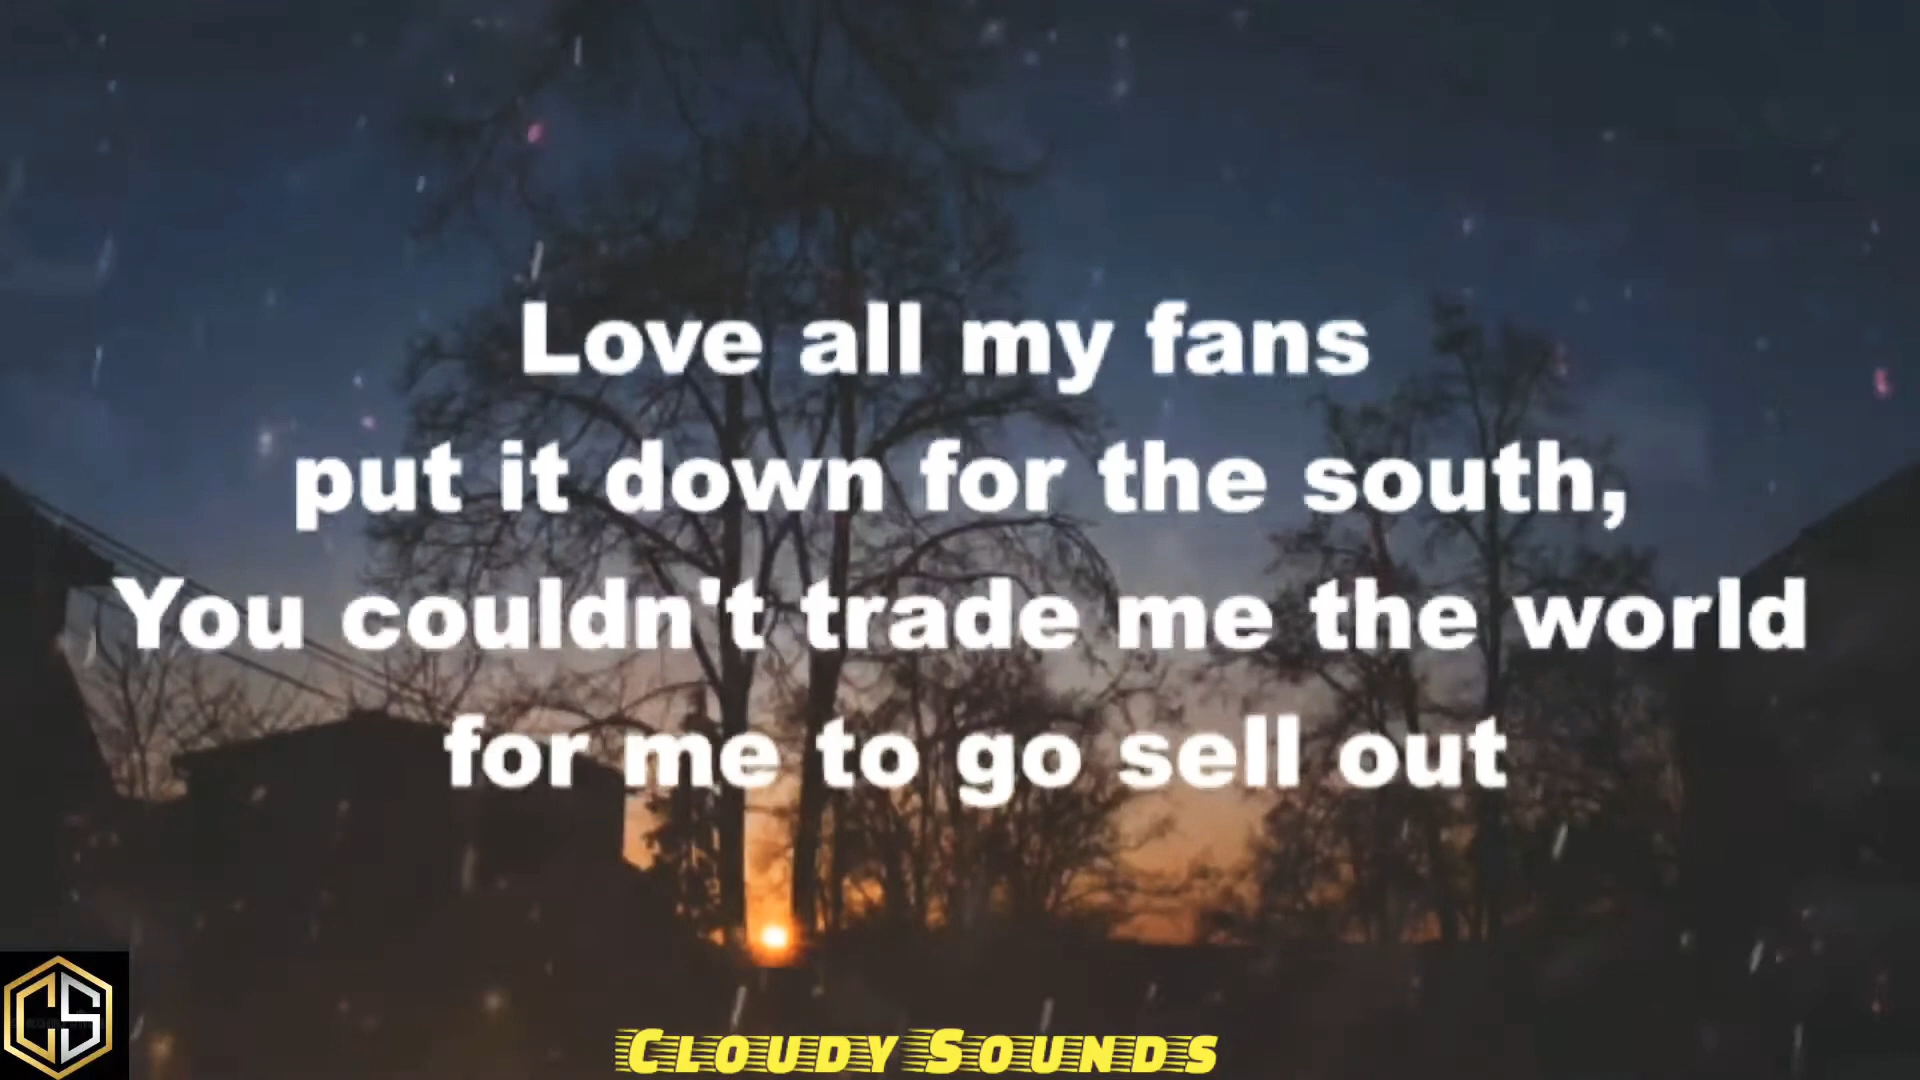 Love all my fans
put it down for the south,
You couldn't trade me the world
for me to go sell out
CS
Cloudy Sounds